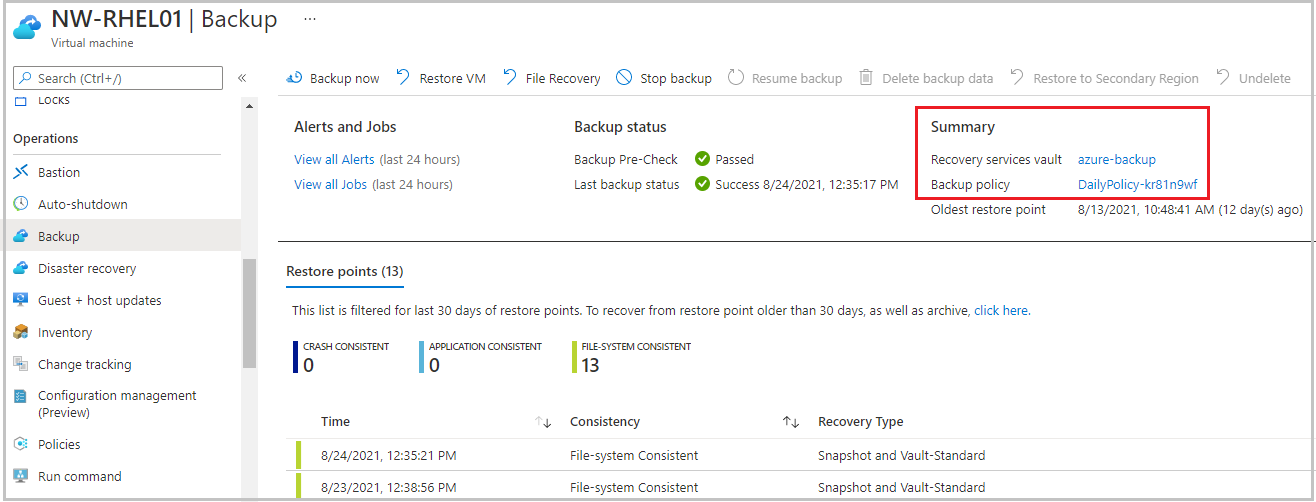 NW-RHEL01 | Backup ...
Virtual machine
Search (Ctrl+/) «
LOCKS
Operations
Bastion
Auto-shutdown
Backup
Disaster recovery
Guest + host updates
Inventory
Change tracking
Configuration management
(Preview)
Policies
Run command
Backup now Restore VM File Recovery Stop backup Resume backup Delete backup data Restore to Secondary Region Undelete
Alerts and Jobs
View all Alerts (last 24 hours)
View all Jobs (last 24 hours)
Backup status
Backup Pre-Check Passed
Last backup status Success 8/24/2021, 12:35:17 PM
Summary
Recovery services vault azure-backup
Backup policy DailyPolicy-kr81n9wf
Oldest restore point 8/13/2021, 10:48:41 AM (12 day(s) ago)
Restore points (13)
This list is filtered for last 30 days of restore points. To recover from restore point older than 30 days, as well as archive, click here.
CRASH CONSISTENT
0
APPLICATION CONSISTENT
0
FILE-SYSTEM CONSISTENT
13
Time Consistency Recovery Type
8/24/2021, 12:35:21 PM File-system Consistent Snapshot and Vault-Standard
8/23/2021, 12:38:56 PM File-system Consistent Snapshot and Vault-Standard